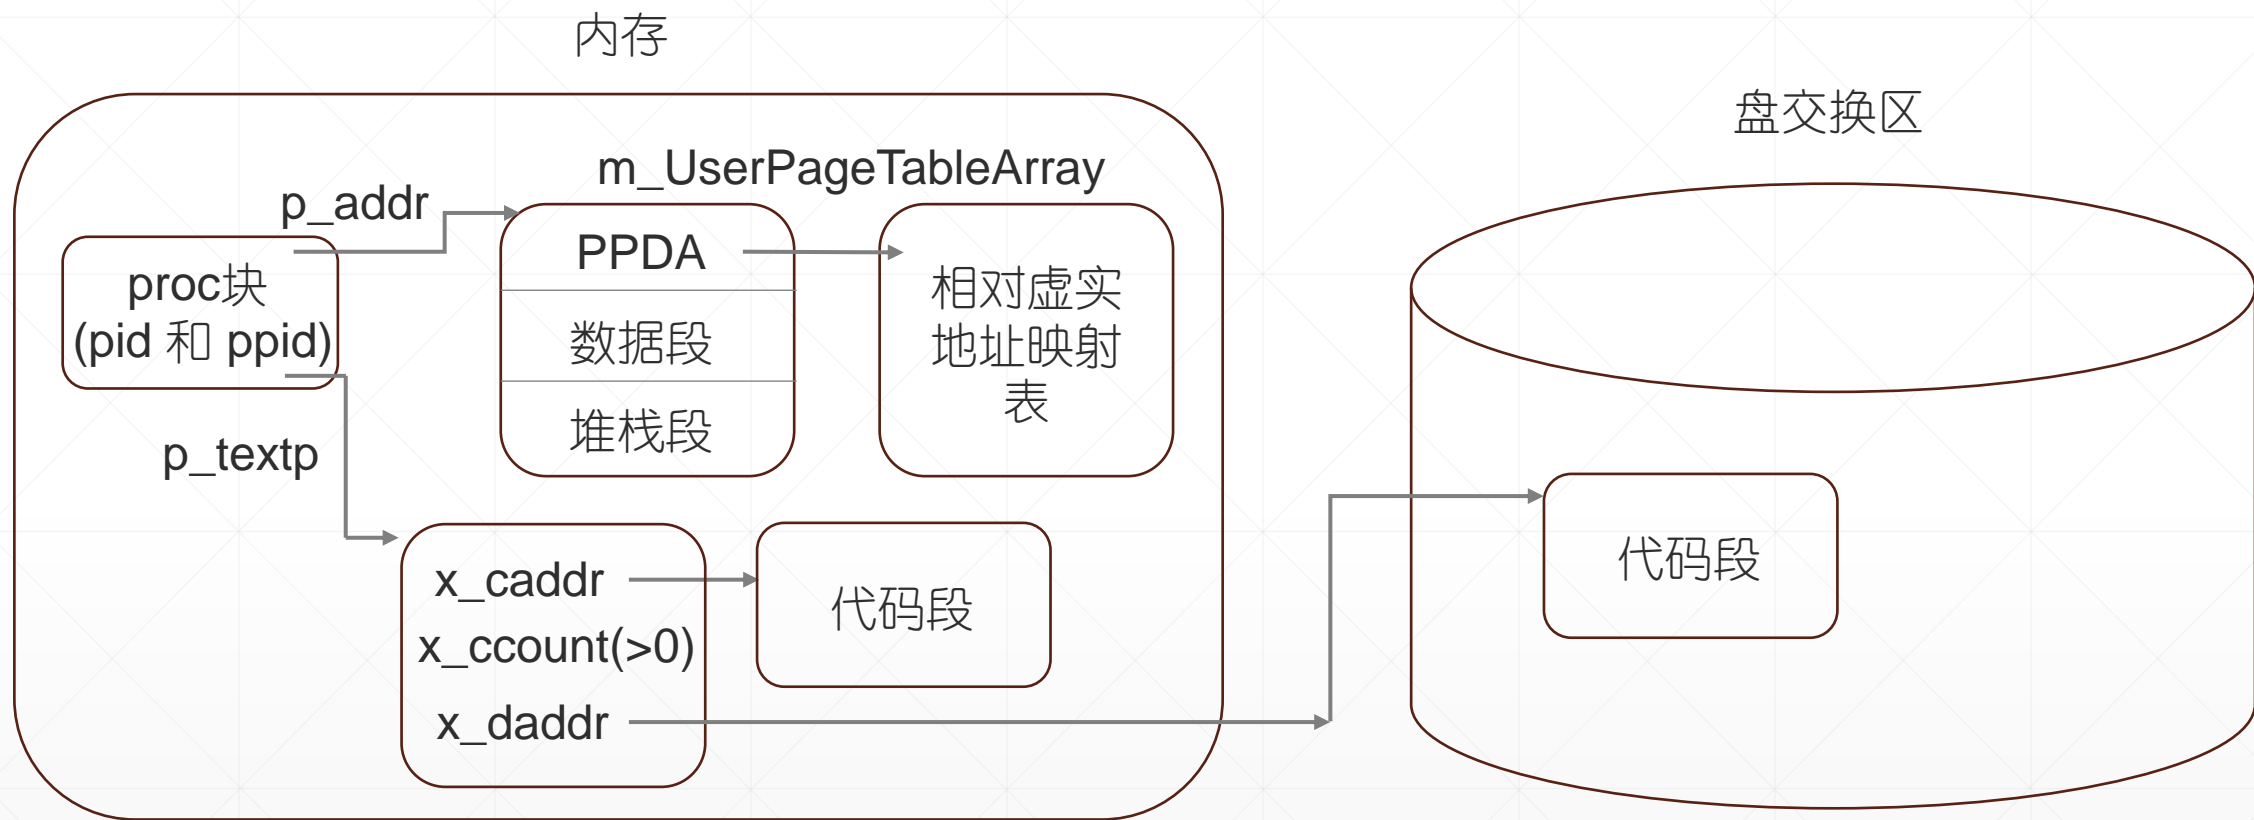 内存
盘交换区
m_UserPageTableArray
p_addr
PPDA
proc块
(pid 和 ppid)
数据段
堆栈段
相对虚实
地址映射
表
p_textp
x_caddr
x_ccount(>0)
x_daddr
代码段
代码段